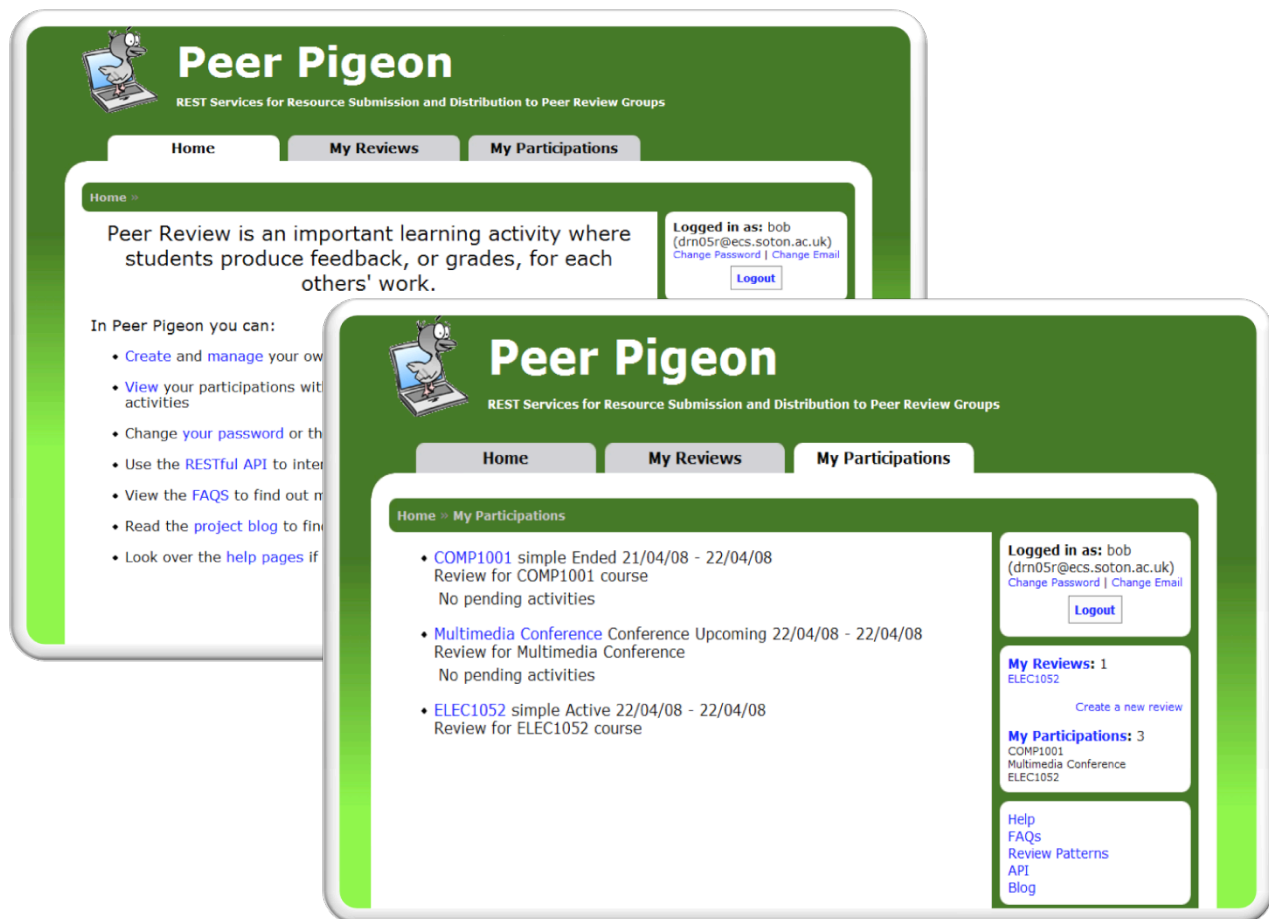 Peer Pigeon
REST Services for Resource Submission and Distribution to Peer Review Groups
Home
My Reviews
My Participations
Home »
Peer Review is an important learning activity where
students produce feedback, or grades, for each
others' work.
Logged in as: bob
(drn05r@ecs.soton.ac.uk)
Change Password | Change Email
Logout
In Peer Pigeon you can:
• Create and manage your ow
• View your participations wit
activities
• Change your password or th
• Use the RESTful API to inter
• View the FAQS to find out m
• Read the project blog to fin
• Look over the help pages if
Peer Pigeon
REST Services for Resource Submission and Distribution to Peer Review Groups
Home
My Reviews
My Participations
Home » My Participations
• COMP1001 simple Ended 21/04/08 - 22/04/08
Review for COMP1001 course
No pending activities
• Multimedia Conference Conference Upcoming 22/04/08 - 22/04/08
Review for Multimedia Conference
No pending activities
• ELEC1052 simple Active 22/04/08 - 22/04/08
Review for ELEC1052 course
Logged in as: bob
(drn05r@ecs.soton.ac.uk)
Change Password | Change Email
Logout
My Reviews: 1
ELEC1052
Create a new review
My Participations: 3
COMP1001
Multimedia Conference
ELEC1052
Help
FAQs
Review Patterns
API
Blog